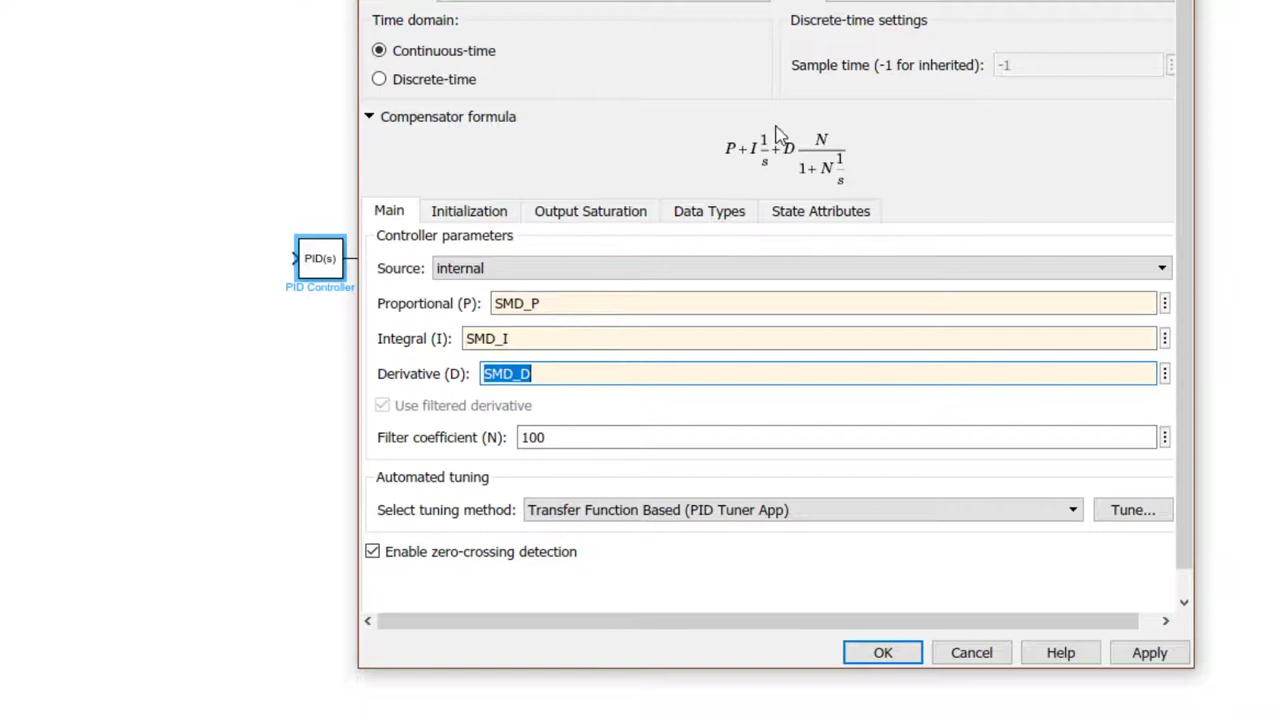 Time domain:
Discrete-time settings
Continuous-time
Discrete-time
Sample time (-1 for inherited): -1
Compensator formula
P + I 1/s + D N/(1 + N 1/s)
Main
Initialization
Output Saturation
Data Types
State Attributes
Controller parameters
Source: internal
Proportional (P): SMD_P
Integral (I): SMD_I
Derivative (D): SMD_D
Use filtered derivative
Filter coefficient (N): 100
Automated tuning
Select tuning method: Transfer Function Based (PID Tuner App) Tune...
Enable zero-crossing detection
OK
Cancel
Help
Apply
PID(s)
PID Controller